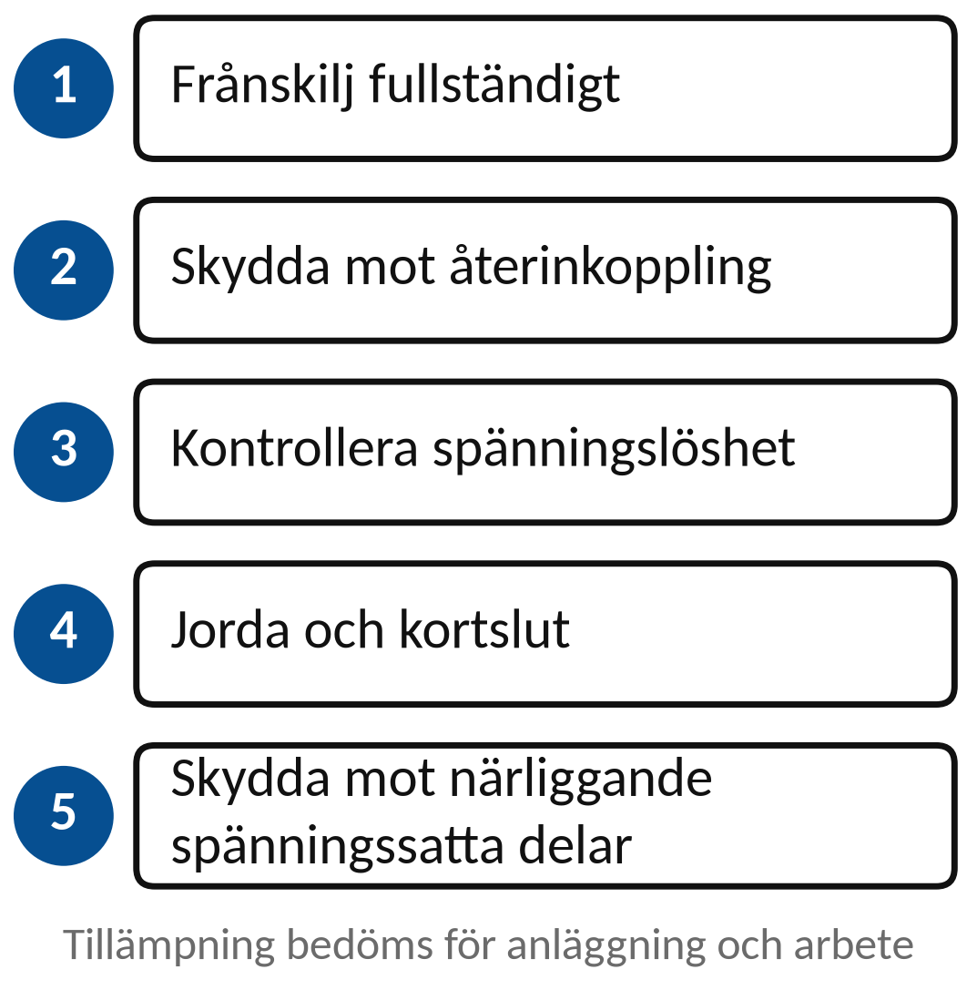 1
Frånskilj fullständigt
2
Skydda mot återinkoppling
3
Kontrollera spänningslöshet
4
Jorda och kortslut
5
Skydda mot närliggande
spänningssatta delar
Tillämpning bedöms för anläggning och arbete